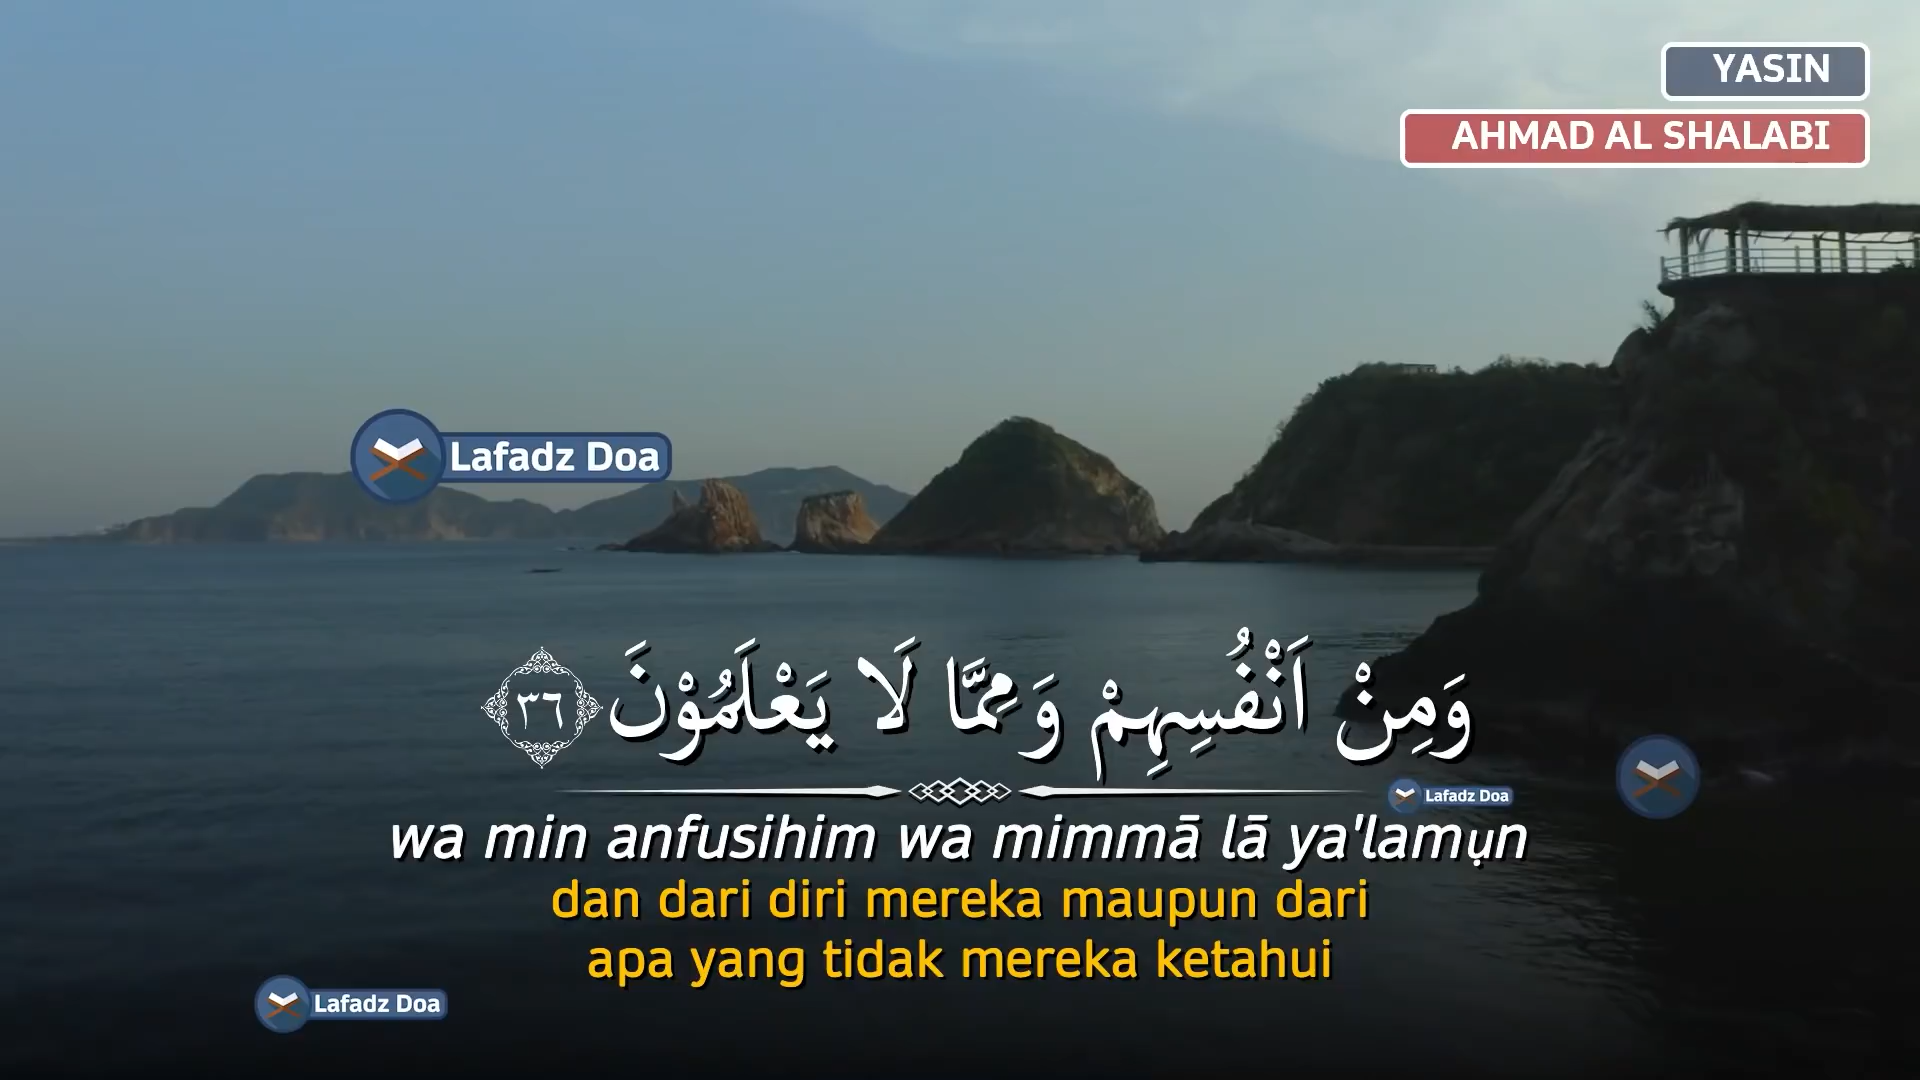 YASIN
AHMAD AL SHALABI
Lafadz Doa
وَمِنْ اَنْفُسِهِمْ وَمِمَّا لَا يَعْلَمُوْنَ ٣٦
Lafadz Doa
wa min anfusihim wa mimmā lā ya'lamụn
dan dari diri mereka maupun dari
apa yang tidak mereka ketahui
Lafadz Doa